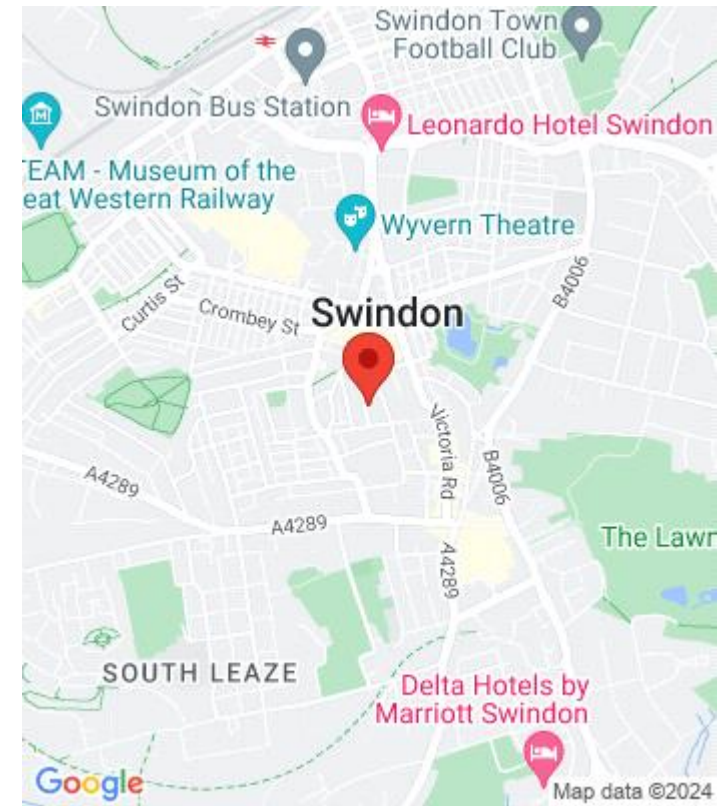 Swindon Town
Football Club
Swindon Bus Station
Leonardo Hotel Swindon
TEAM - Museum of the
eat Western Railway
Wyvern Theatre
B4006
Curtis St
Crombey St
Swindon
Victoria Rd
B4006
A4289
A4289
The Lawn
A4289
SOUTH LEAZE
Delta Hotels by
Marriott Swindon
Google
Map data ©2024